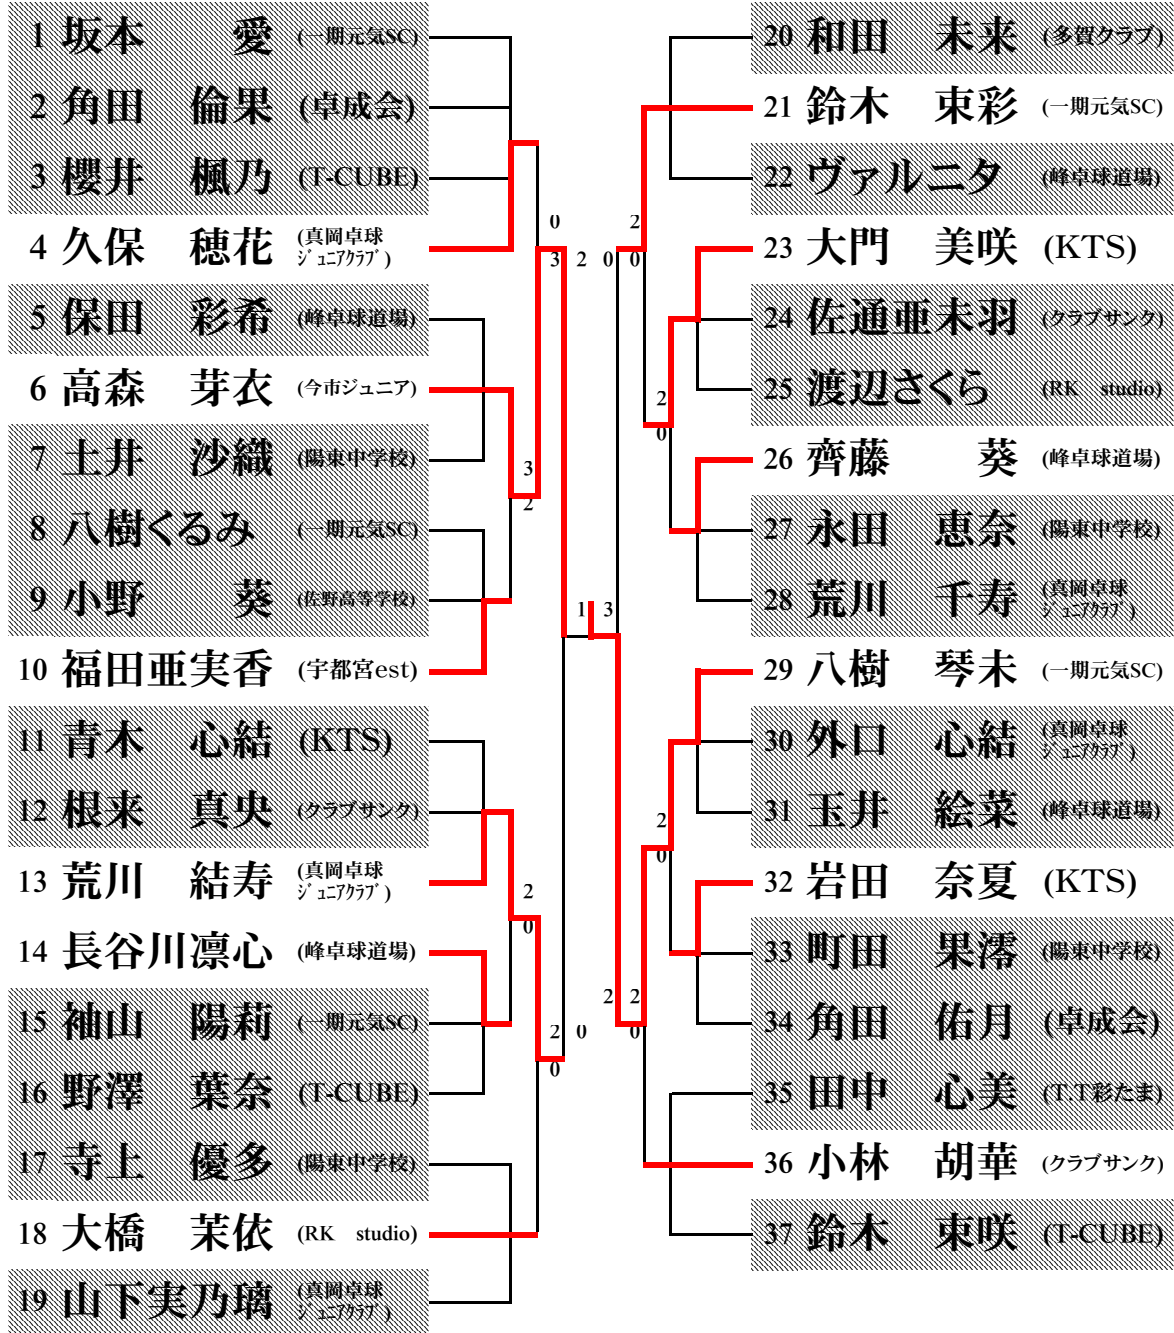 1 坂本　　愛 (一期元気SC)
2 角田　倫果 (卓成会)
3 櫻井　楓乃 (T-CUBE)
4 久保　穂花 (真岡卓球
ｼﾞｭﾆｱｸﾗﾌﾞ)
5 保田　彩希 (峰卓球道場)
6 高森　芽衣 (今市ジュニア)
7 土井　沙織 (陽東中学校)
8 八樹くるみ (一期元気SC)
9 小野　　葵 (佐野高等学校)
10 福田亜実香 (宇都宮est)
11 青木　心結 (KTS)
12 根来　真央 (クラブサンク)
13 荒川　結寿 (真岡卓球
ｼﾞｭﾆｱｸﾗﾌﾞ)
14 長谷川凛心 (峰卓球道場)
15 袖山　陽莉 (一期元気SC)
16 野澤　葉奈 (T-CUBE)
17 寺上　優多 (陽東中学校)
18 大橋　茉依 (RK　studio)
19 山下実乃璃 (真岡卓球
ｼﾞｭﾆｱｸﾗﾌﾞ)
0
3 2
3
2
1 3
2
0
2 0
0
2
0 0
2
0
2
0
2 2
0
20 和田　未来 (多賀クラブ)
21 鈴木　束彩 (一期元気SC)
22 ヴァルニタ (峰卓球道場)
23 大門　美咲 (KTS)
24 佐通亜未羽 (クラブサンク)
25 渡辺さくら (RK　studio)
26 齊藤　　葵 (峰卓球道場)
27 永田　恵奈 (陽東中学校)
28 荒川　千寿 (真岡卓球
ｼﾞｭﾆｱｸﾗﾌﾞ)
29 八樹　琴未 (一期元気SC)
30 外口　心結 (真岡卓球
ｼﾞｭﾆｱｸﾗﾌﾞ)
31 玉井　絵菜 (峰卓球道場)
32 岩田　奈夏 (KTS)
33 町田　果澪 (陽東中学校)
34 角田　佑月 (卓成会)
35 田中　心美 (T.T彩たま)
36 小林　胡華 (クラブサンク)
37 鈴木　束咲 (T-CUBE)